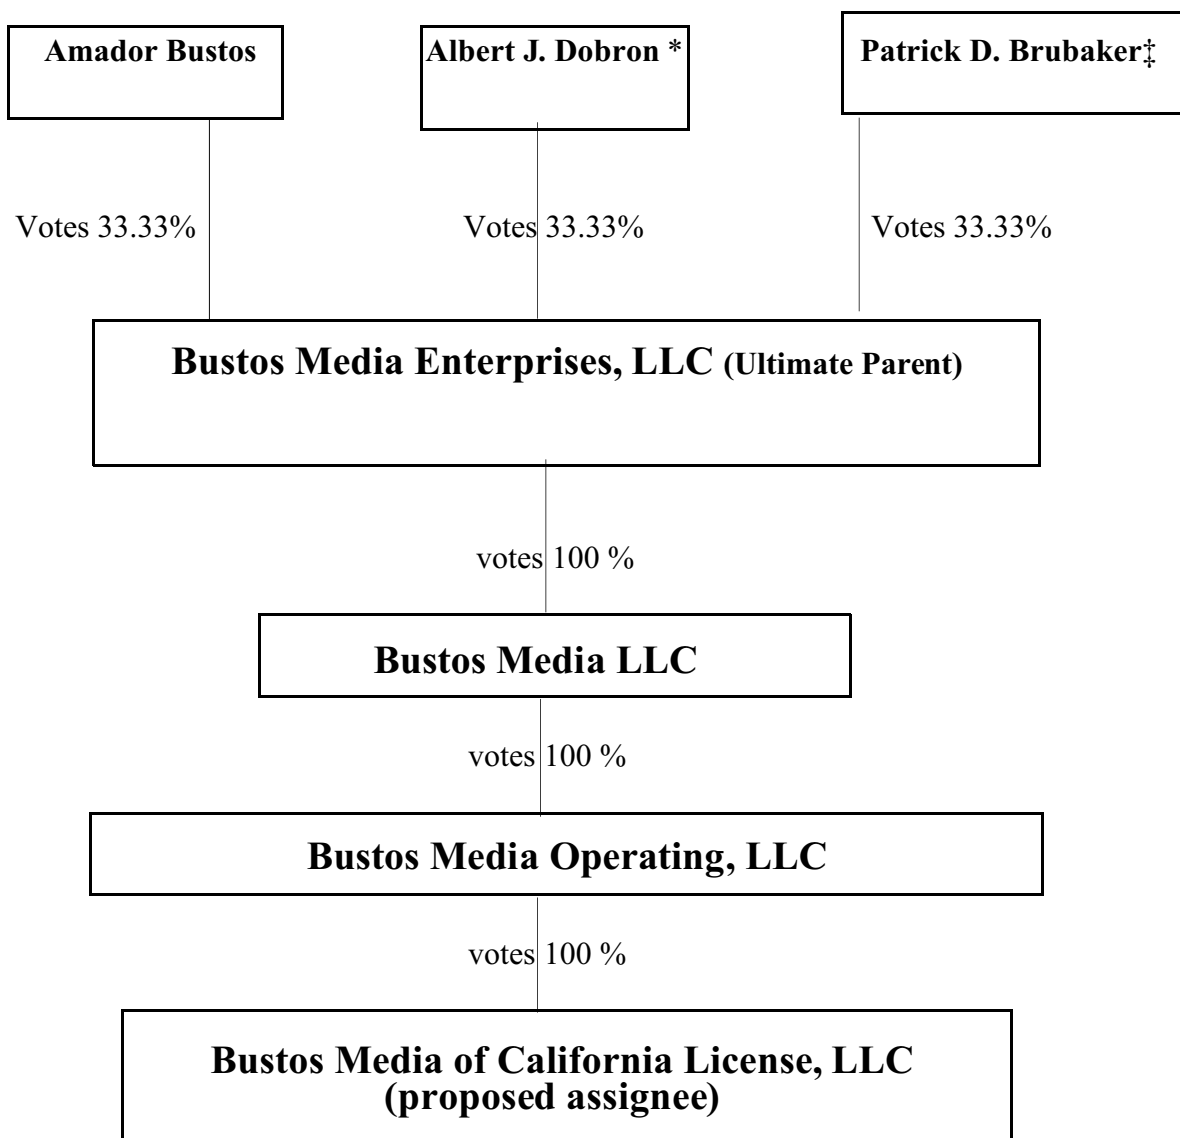 Amador Bustos
Albert J. Dobron *
Patrick D. Brubaker‡
Votes 33.33%
Votes 33.33%
Votes 33.33%
Bustos Media Enterprises, LLC (Ultimate Parent)
votes 100 %
Bustos Media LLC
votes 100 %
Bustos Media Operating, LLC
votes 100 %
Bustos Media of California License, LLC
(proposed assignee)